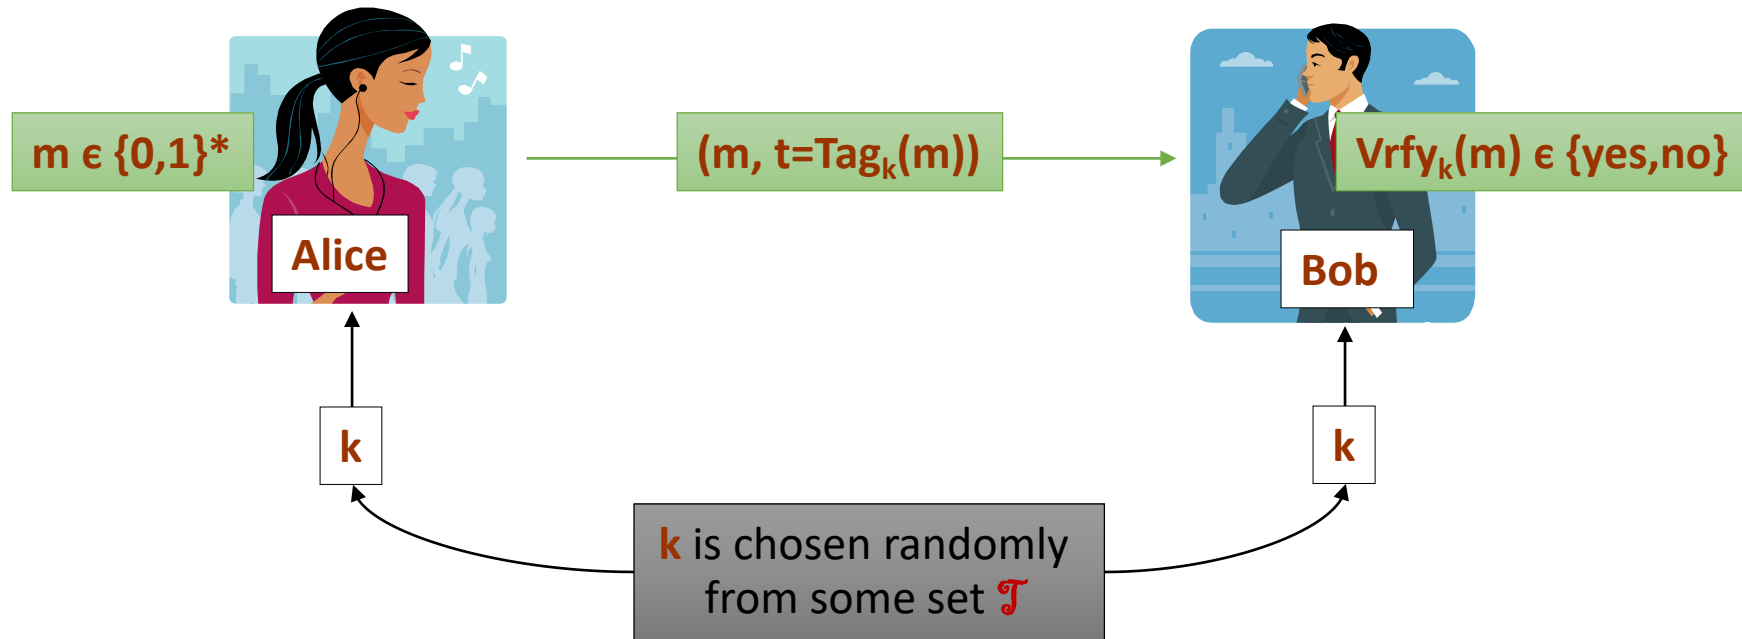 m ϵ {0,1}*
(m, t=Tagₖ(m))
Vrfyₖ(m) ϵ {yes,no}
Alice
Bob
k
k
k is chosen randomly
from some set 𝒯